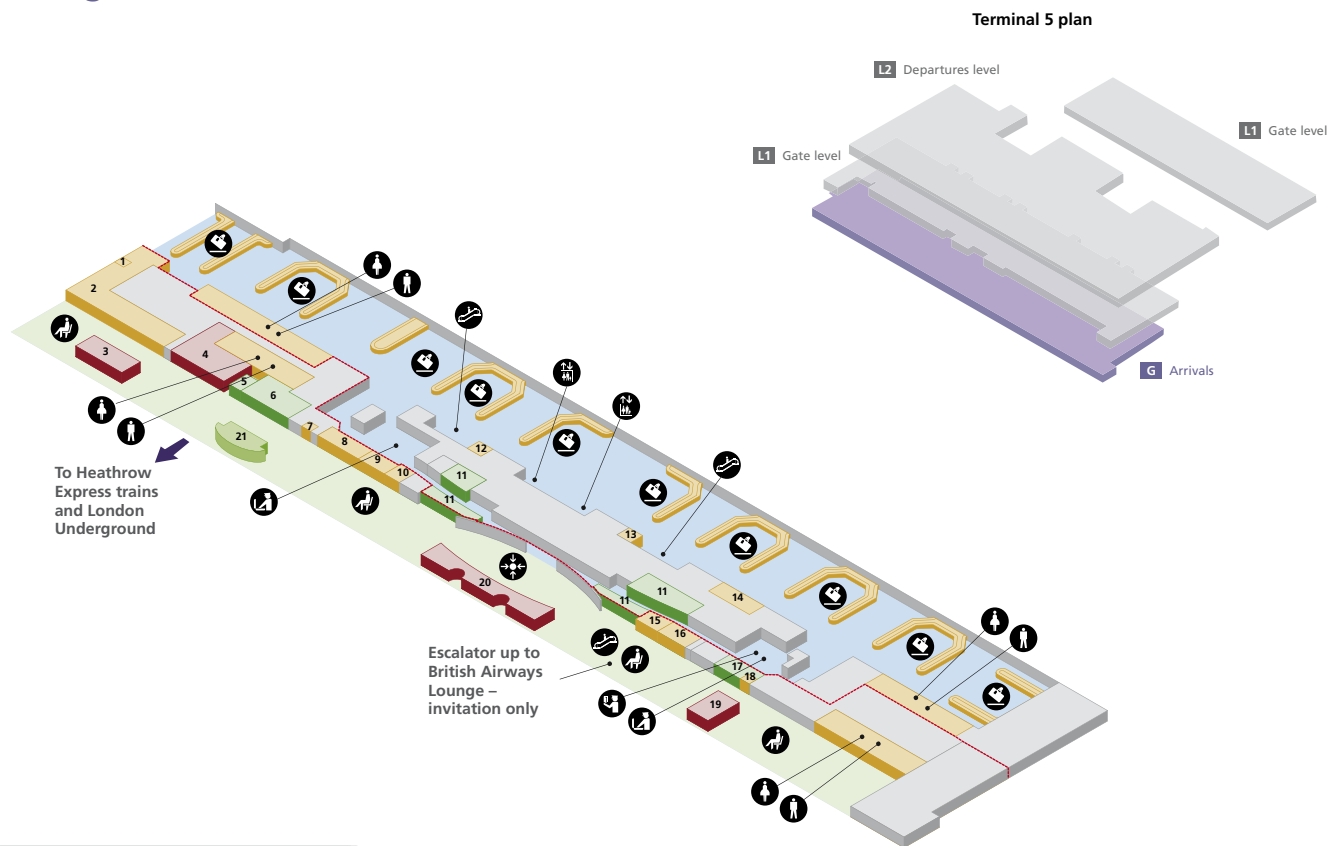 Terminal 5 plan
L2 Departures level
L1 Gate level
L1 Gate level
G Arrivals
1
2
3
4
5
6
7
8
9
10
11
11
12
13
11
11
14
15
16
17
18
19
20
21
To Heathrow
Express trains
and London
Underground
Escalator up to
British Airways
Lounge –
invitation only